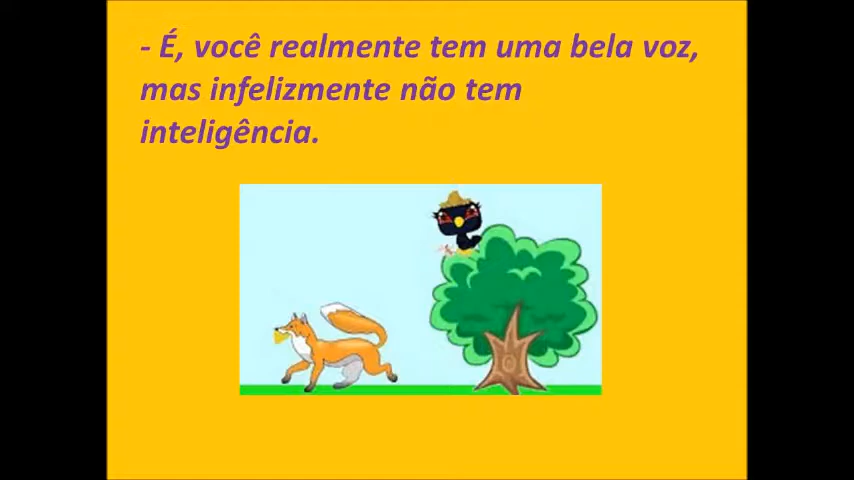 - É, você realmente tem uma bela voz,
mas infelizmente não tem
inteligência.